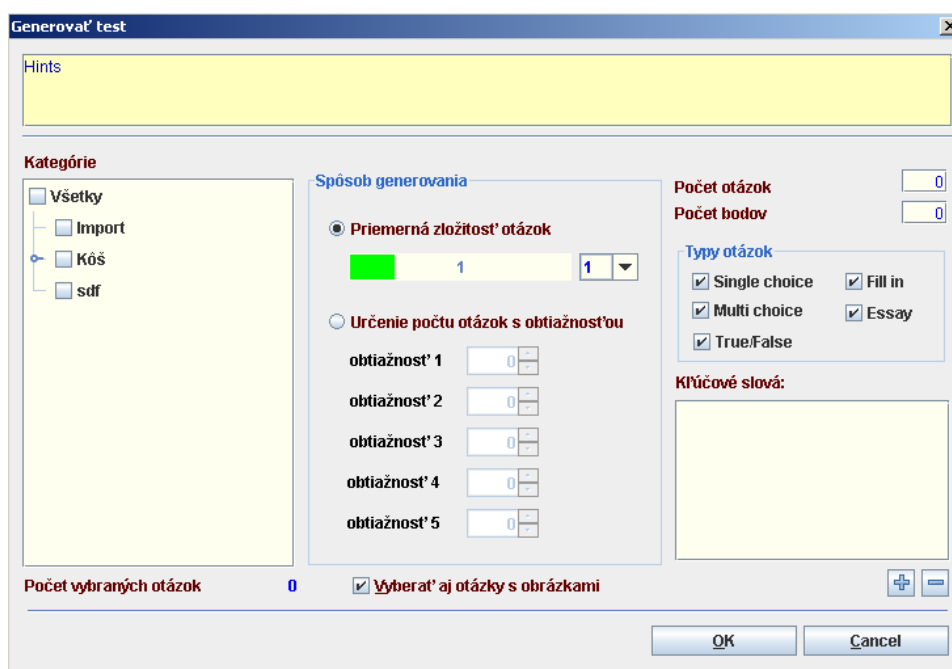 Generovať test
Hints
Kategórie
Všetky
Import
Kôš
sdf
Počet vybraných otázok 0
Spôsob generovania
Priemerná zložitosť otázok
1 1
Určenie počtu otázok s obtiažnosťou
obtiažnosť 1 0
obtiažnosť 2 0
obtiažnosť 3 0
obtiažnosť 4 0
obtiažnosť 5 0
Vyberať aj otázky s obrázkami
Počet otázok 0
Počet bodov 0
Typy otázok
Single choice Fill in
Multi choice Essay
True/False
Kľúčové slová:
OK Cancel